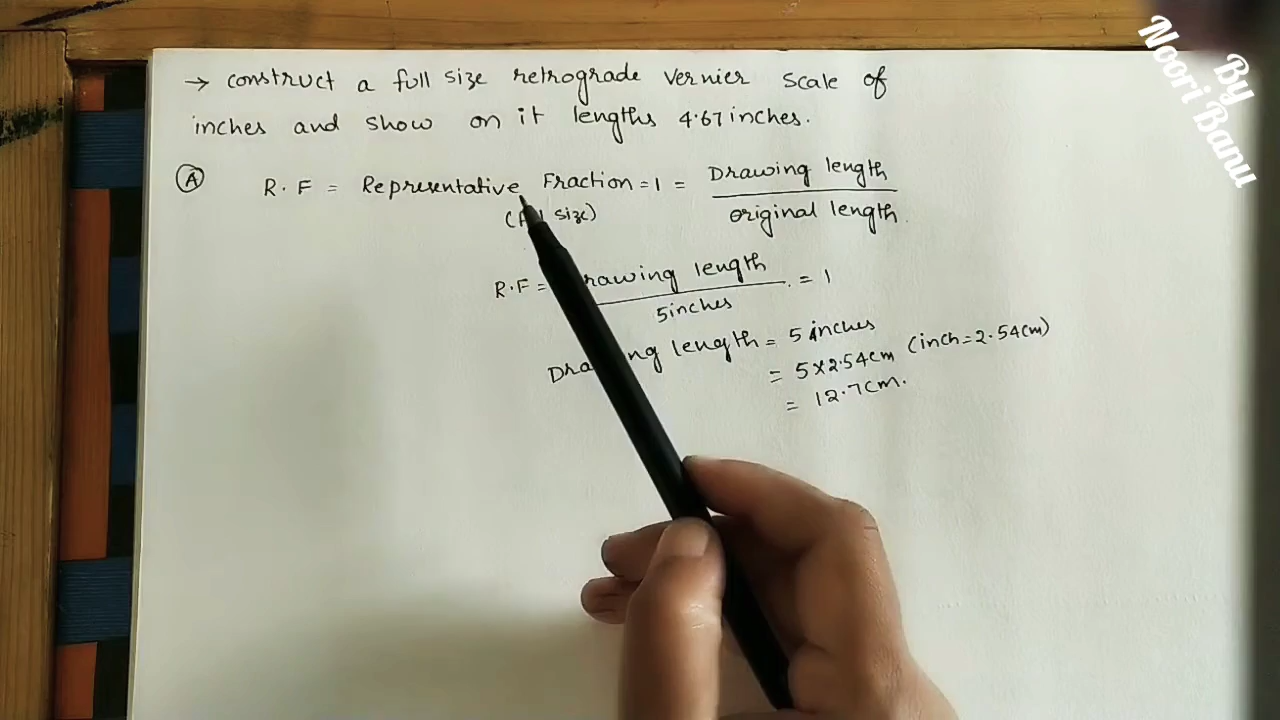 → construct a full size retrograde vernier scale of
inches and show on it lengths 4.67 inches.
A R.F = Representative Fraction = 1 = Drawing length / original length.
size)
R.F = rawing length / 5inches = 1
length = 5 inches
= 5×2.54cm (inch=2.54cm)
= 12.7cm.
By
Noori Banu